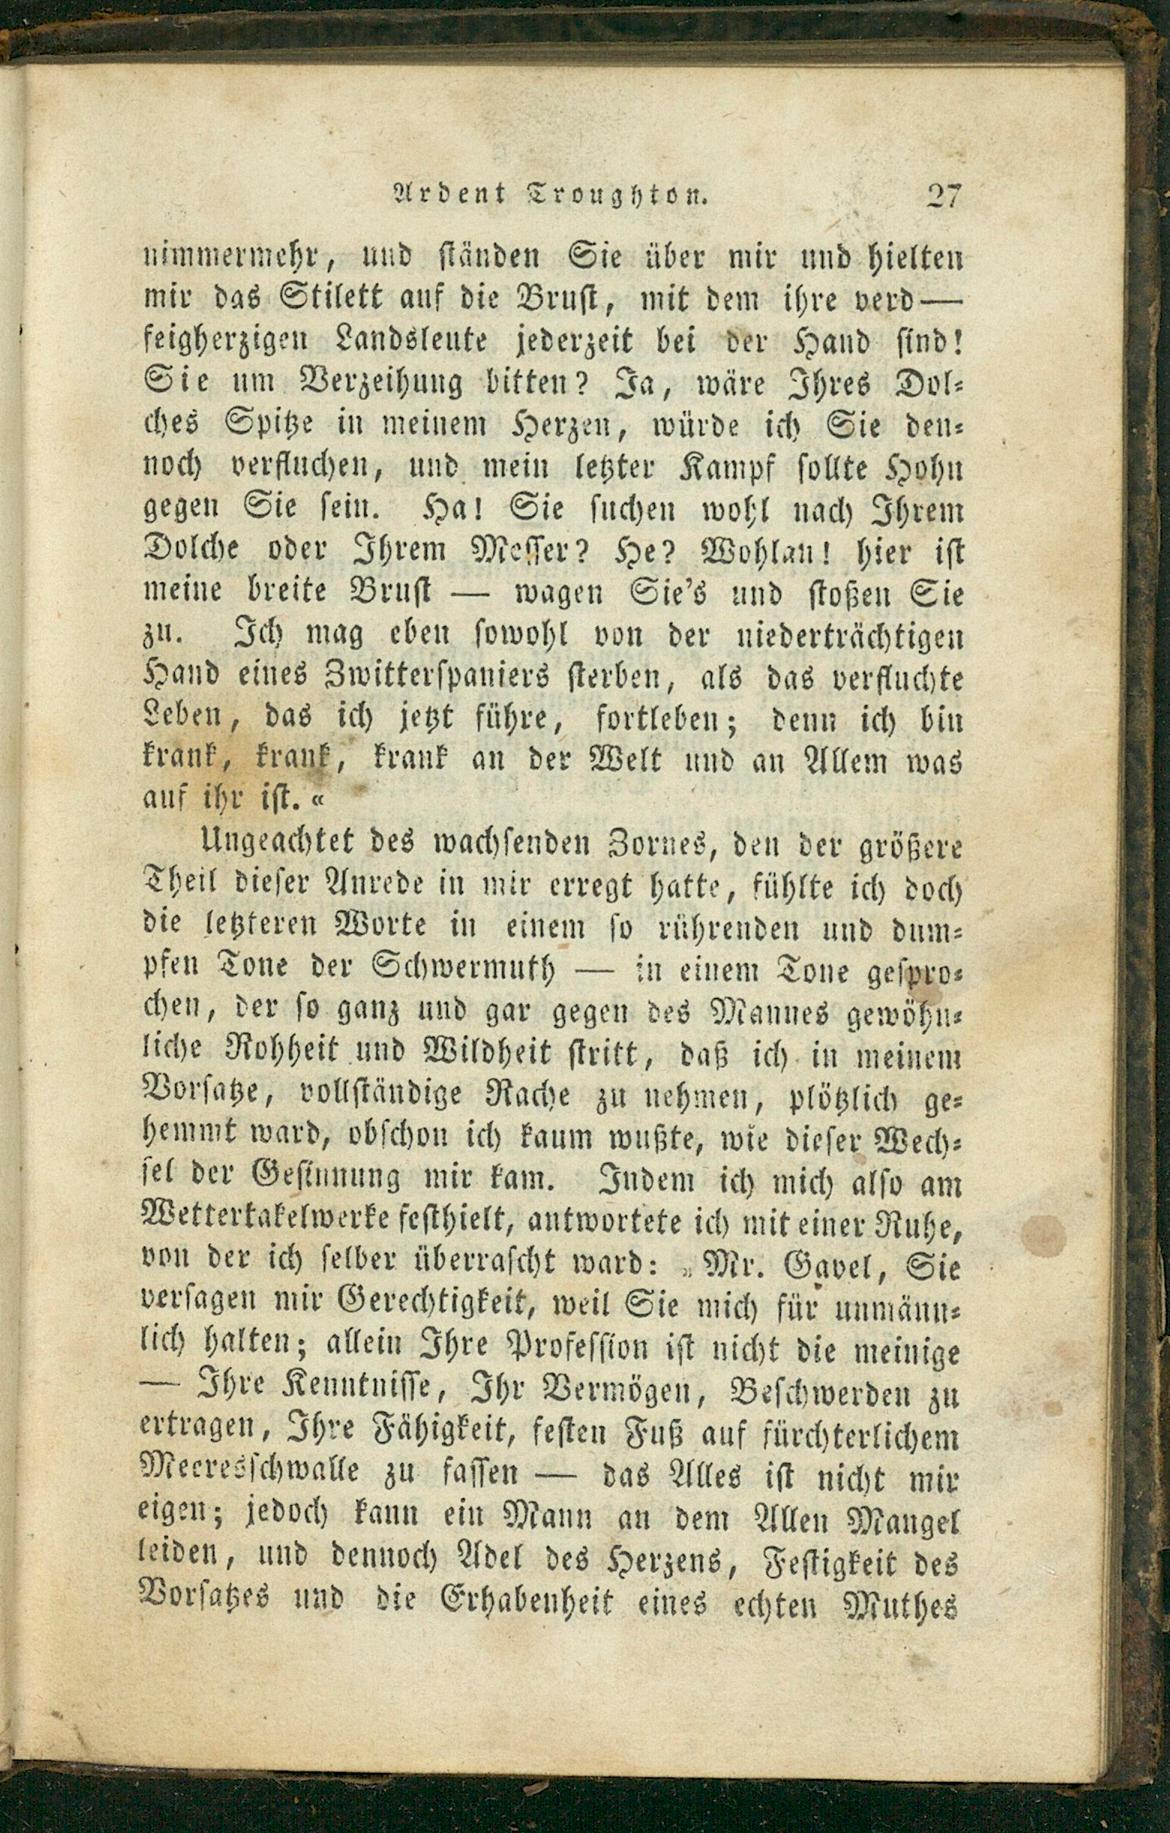 Ardent Troughton. 27
nimmermehr, und ständen Sie über mir und hielten
mir das Stilett auf die Brust, mit dem ihre verd—
feigherzigen Landsleute jederzeit bei der Hand sind!
Sie um Verzeihung bitten? Ja, wäre Ihres Dol-
ches Spitze in meinem Herzen, würde ich Sie den-
noch verfluchen, und mein letzter Kampf sollte Hohn
gegen Sie sein. Ha! Sie suchen wohl nach Ihrem
Dolche oder Ihrem Messer? He? Wohlan! hier ist
meine breite Brust — wagen Sie's und stoßen Sie
zu. Ich mag eben sowohl von der niederträchtigen
Hand eines Zwitterspaniers sterben, als das verfluchte
Leben, das ich jetzt führe, fortleben; denn ich bin
krank, krank, krank an der Welt und an Allem was
auf ihr ist.«
Ungeachtet des wachsenden Zornes, den der größere
Theil dieser Anrede in mir erregt hatte, fühlte ich doch
die letzteren Worte in einem so rührenden und dum-
pfen Tone der Schwermuth — in einem Tone gespro-
chen, der so ganz und gar gegen des Mannes gewöhn-
liche Rohheit und Wildheit stritt, daß ich in meinem
Vorsatze, vollständige Rache zu nehmen, plötzlich ge-
hemmt ward, obschon ich kaum wußte, wie dieser Wech-
sel der Gesinnung mir kam. Indem ich mich also am
Wettertakelwerke festhielt, antwortete ich mit einer Ruhe,
von der ich selber überrascht ward: »Mr. Gavel, Sie
versagen mir Gerechtigkeit, weil Sie mich für unmänn-
lich halten; allein Ihre Profession ist nicht die meinige
— Ihre Kenntnisse, Ihr Vermögen, Beschwerden zu
ertragen, Ihre Fähigkeit, festen Fuß auf fürchterlichem
Meeresschwalle zu fassen — das Alles ist nicht mir
eigen; jedoch kann ein Mann an dem Allen Mangel
leiden, und dennoch Adel des Herzens, Festigkeit des
Vorsatzes und die Erhabenheit eines echten Muthes